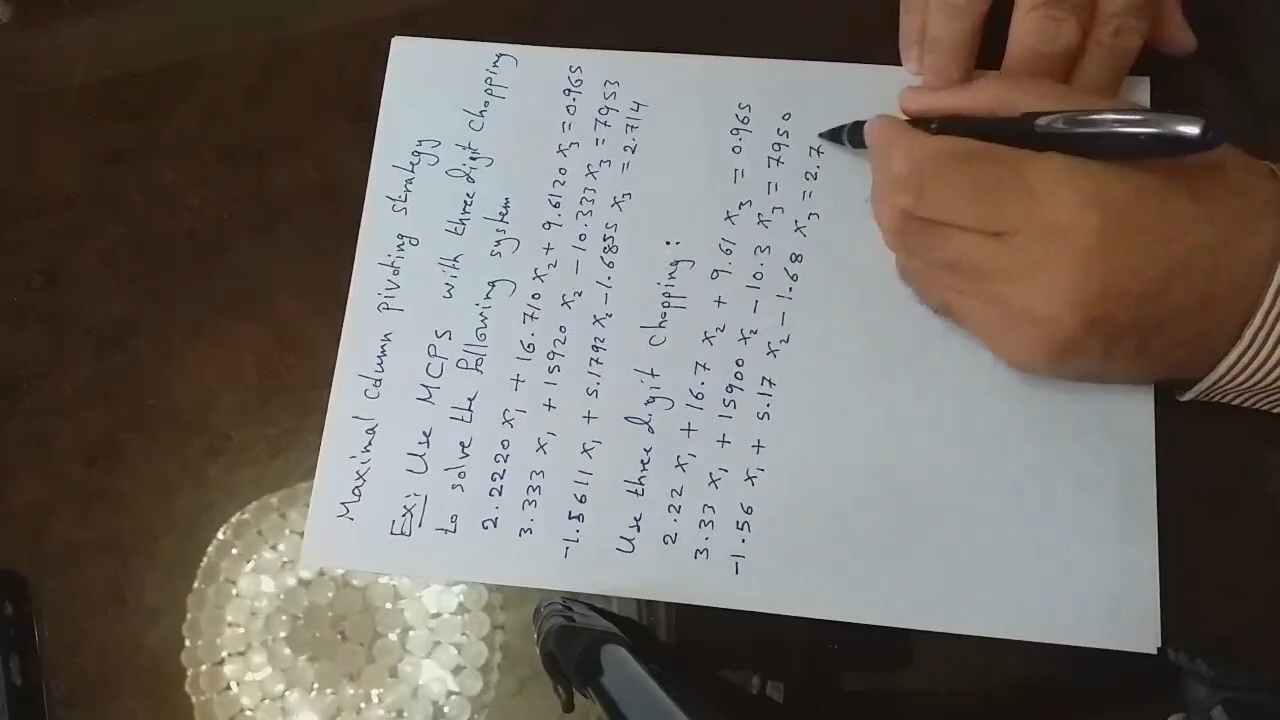 Maximal Column pivoting strategy
Ex: Use MCPS with three digit chopping
to solve the following system
2.2220 x₁ + 16.710 x₂ + 9.6120 x₃ = 0.965
3.333 x₁ + 15920 x₂ - 10.333 x₃ = 7953
-1.5611 x₁ + 5.1792 x₂ - 1.6855 x₃ = 2.714
Use three digit chopping:
2.22 x₁ + 16.7 x₂ + 9.61 x₃ = 0.965
3.33 x₁ + 15900 x₂ - 10.3 x₃ = 7950
-1.56 x₁ + 5.17 x₂ - 1.68 x₃ = 2.7